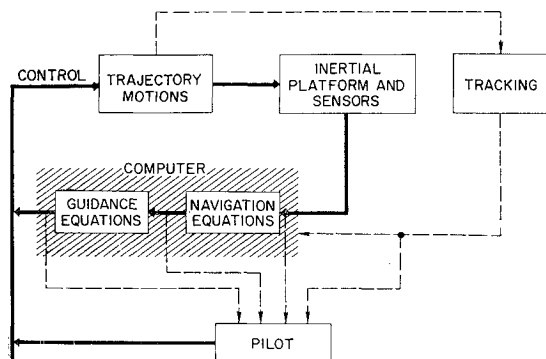 CONTROL
TRAJECTORY
MOTIONS
INERTIAL
PLATFORM AND
SENSORS
TRACKING
COMPUTER
GUIDANCE
EQUATIONS
NAVIGATION
EQUATIONS
PILOT